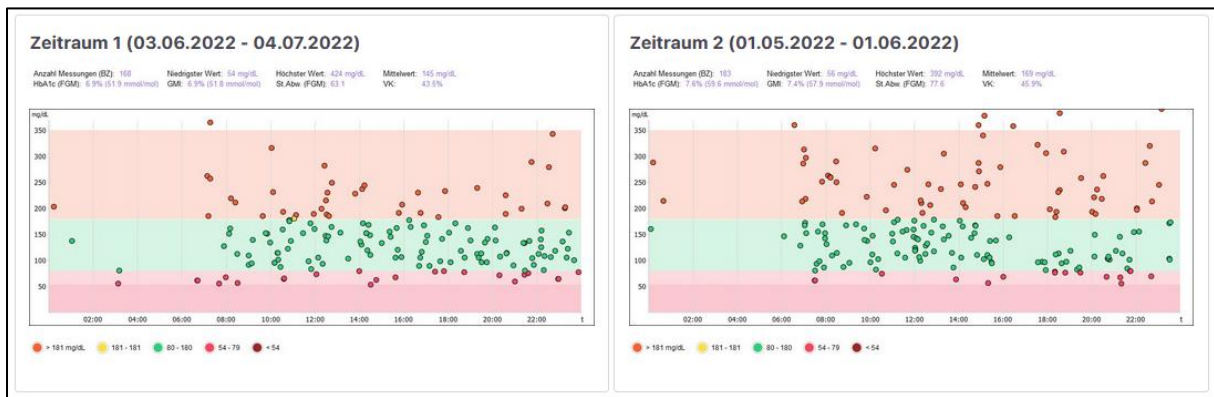 Zeitraum 1 (03.06.2022 - 04.07.2022)
Anzahl Messungen (BZ): 168 Niedrigster Wert: 54 mg/dL Höchster Wert: 424 mg/dL Mittelwert: 145 mg/dL
HbA1c (FGM): 6.9% (51.9 mmol/mol) GMI: 6.9% (51.6 mmol/mol) St.Abw. (FGM): 63.1 VK: 43.5%
mg/dL
350
300
250
200
150
100
50
02:00 04:00 06:00 08:00 10:00 12:00 14:00 16:00 18:00 20:00 22:00 t
> 181 mg/dL 181 - 181 80 - 180 54 - 79 < 54
Zeitraum 2 (01.05.2022 - 01.06.2022)
Anzahl Messungen (BZ): 183 Niedrigster Wert: 56 mg/dL Höchster Wert: 392 mg/dL Mittelwert: 169 mg/dL
HbA1c (FGM): 7.6% (59.6 mmol/mol) GMI: 7.4% (57.9 mmol/mol) St.Abw. (FGM): 77.6 VK: 45.9%
mg/dL
350
300
250
200
150
100
50
02:00 04:00 06:00 08:00 10:00 12:00 14:00 16:00 18:00 20:00 22:00 t
> 181 mg/dL 181 - 181 80 - 180 54 - 79 < 54